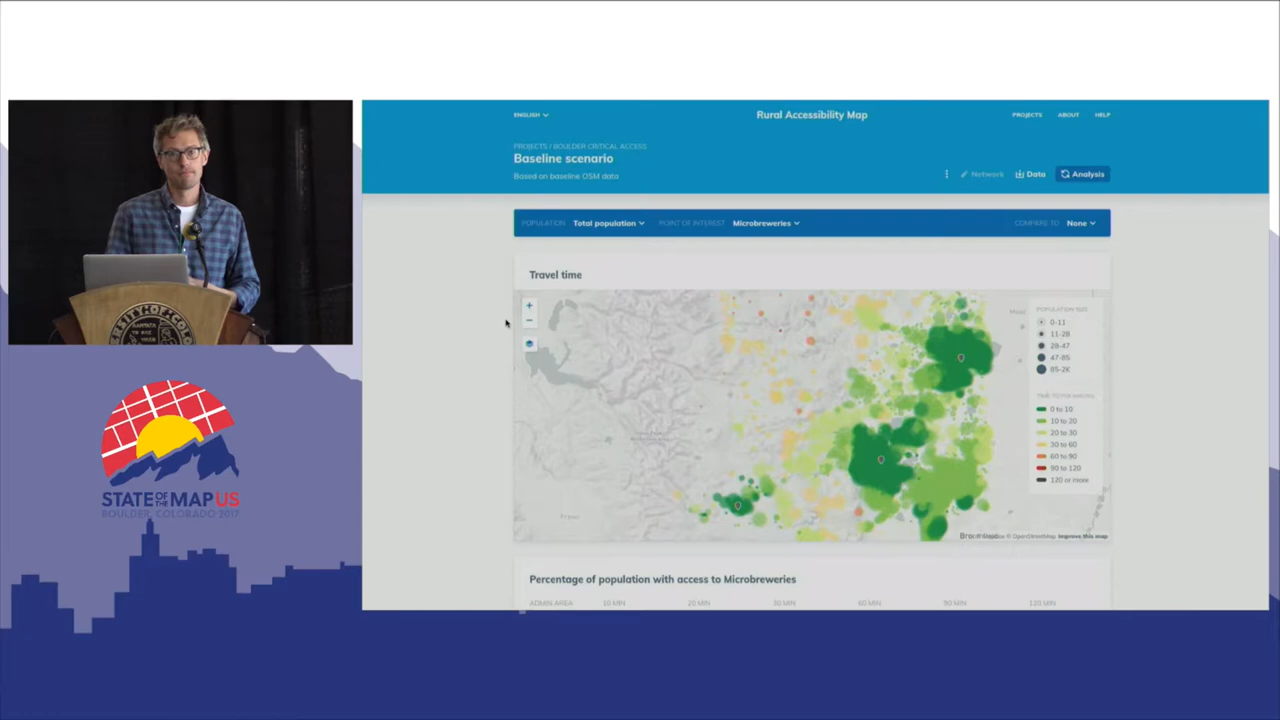 ENGLISH
Rural Accessibility Map
PROJECTS ABOUT HELP
PROJECTS / BOULDER CRITICAL ACCESS
Baseline scenario
Based on baseline OSM data
Network Data Analysis
POPULATION Total population POINT OF INTEREST Microbreweries COMPARE TO None
Travel time
+
−
POPULATION SIZE
0-11
11-28
28-47
47-85
85-2K
0 to 10
10 to 20
20 to 30
30 to 60
60 to 90
90 to 120
120 or more
© OpenStreetMap Improve this map
Percentage of population with access to Microbreweries
ADMIN AREA 10 MIN 20 MIN 30 MIN 60 MIN 90 MIN 120 MIN
STATE OF THE MAP US
BOULDER, COLORADO 2017